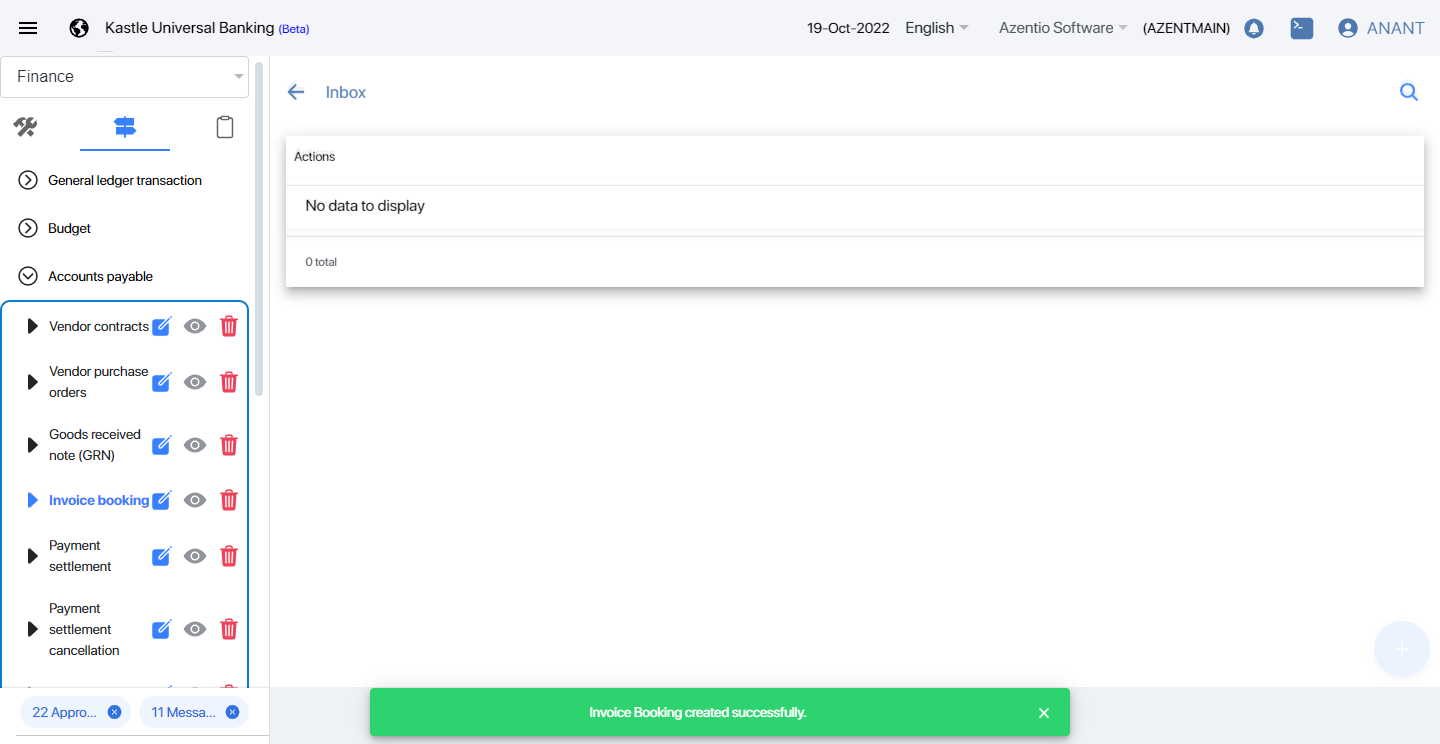 Kastle Universal Banking (Beta)
19-Oct-2022 English Azentio Software (AZENTMAIN) ANANT
Finance
Inbox
Actions
No data to display
0 total
General ledger transaction
Budget
Accounts payable
Vendor contracts
Vendor purchase
orders
Goods received
note (GRN)
Invoice booking
Payment
settlement
Payment
settlement
cancellation
22 Appro...
11 Messa...
Invoice Booking created successfully.